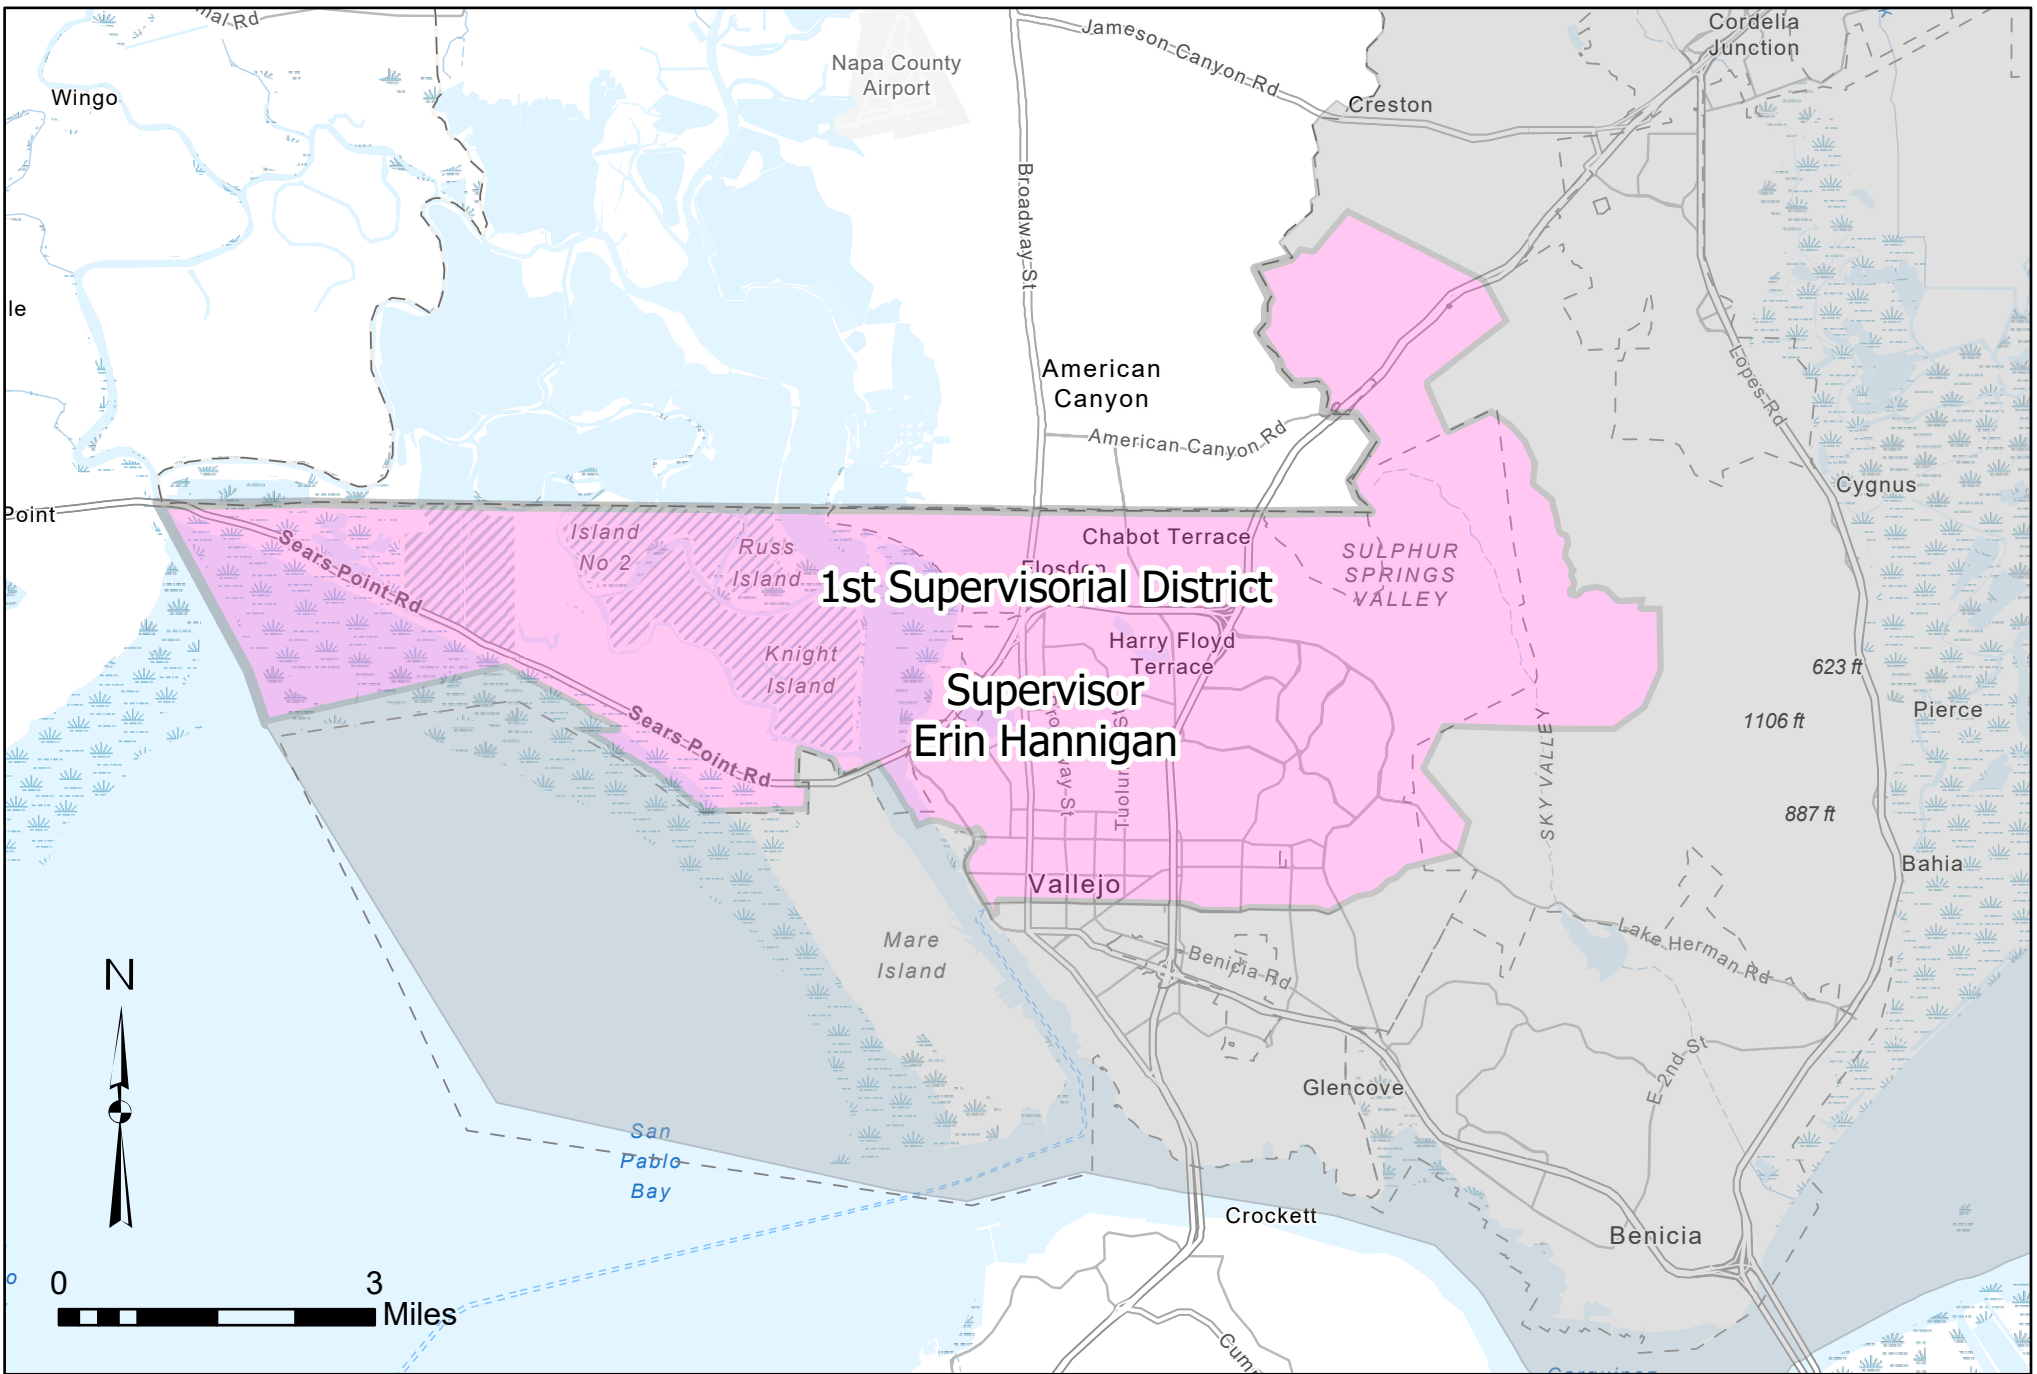 Cordelia
Junction
Jameson Canyon Rd
Napa County
Airport
Wingo
Creston
Broadway St
le
American
Canyon
Lopes Rd
American Canyon Rd
Cygnus
Point
Island
No 2
Russ
Island
Chabot Terrace
SULPHUR
SPRINGS
VALLEY
Sears Point Rd
1st Supervisorial District
Harry Floyd
Terrace
Knight
Island
623 ft
Supervisor
Erin Hannigan
1106 ft
Pierce
Sears Point Rd
SKY VALLEY
887 ft
Bahia
Vallejo
Mare
Island
Lake Herman Rd
Benicia Rd
N
E 2nd St
Glencove
San
Pablo
Bay
Crockett
Benicia
0 3
Miles